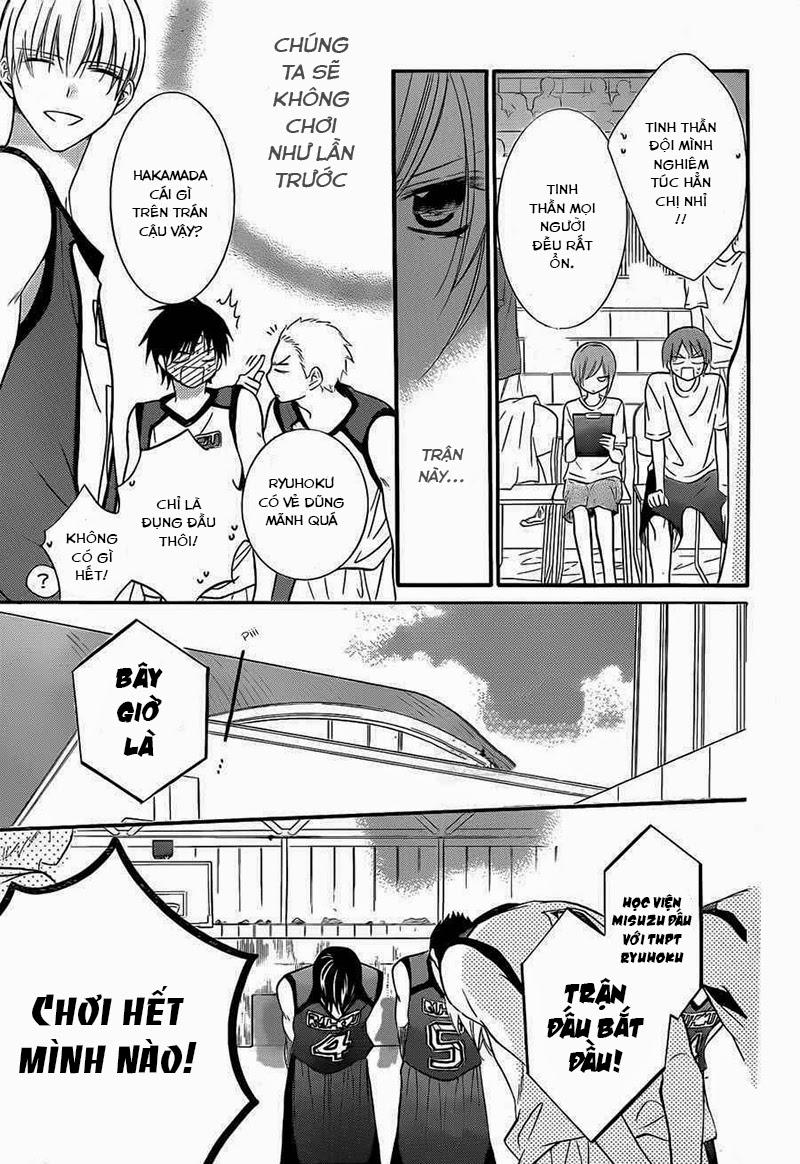 TINH THẦN
ĐỘI MÌNH
NGHIÊM
TÚC HẲN
CHỊ NHỈ
!!
TINH
THẦN MỌI
NGƯỜI
ĐỀU RẤT
ỔN.
TRẬN
NÀY...
CHÚNG
TA SẼ
KHÔNG
CHƠI
NHƯ LẦN
TRƯỚC
HAKAMADA
CÁI GÌ
TRÊN TRÁN
CẬU VẬY?
RYUHOKU
CÓ VẺ DŨNG
MÃNH QUÁ
CHỈ LÀ
ĐỤNG ĐẦU
THÔI!
KHÔNG
CÓ GÌ
HẾT!
?
Piii
BÂY
GIỜ
LÀ
HỌC VIỆN
MISUZU ĐẤU
VỚI THPT
RYUHOKU
TRẬN
ĐẤU BẮT
ĐẦU!
4
5
CHƠI HẾT
MÌNH NÀO!